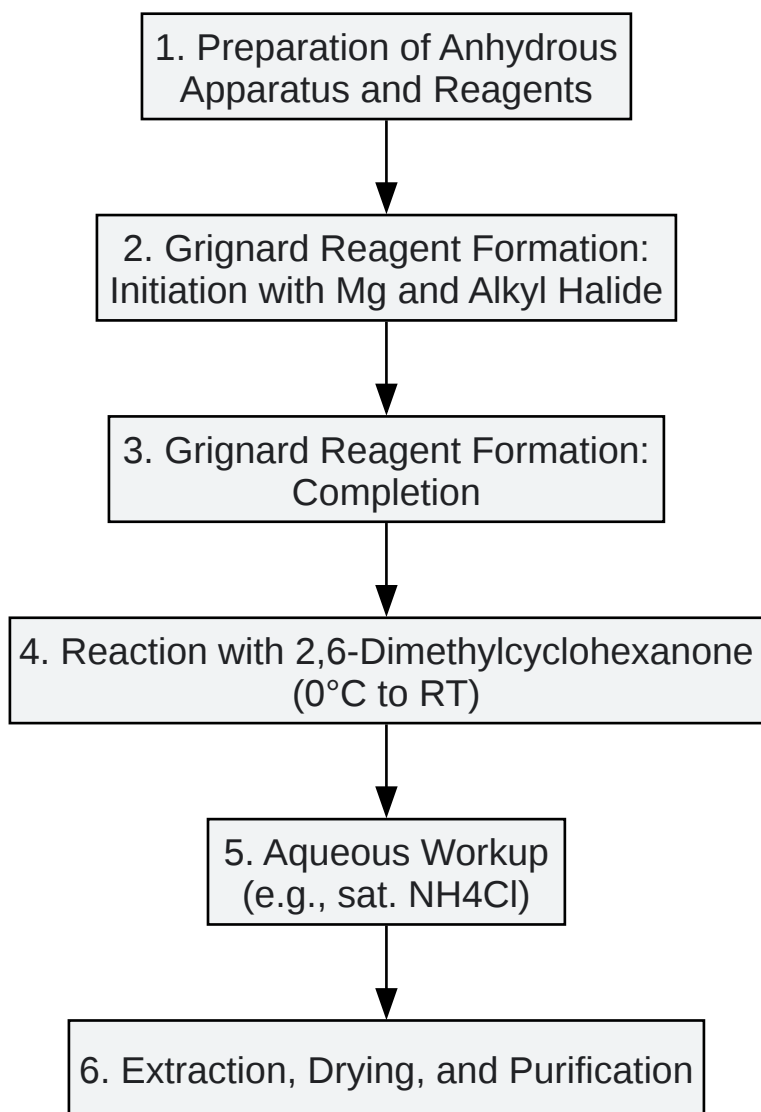 1. Preparation of Anhydrous
Apparatus and Reagents
2. Grignard Reagent Formation:
Initiation with Mg and Alkyl Halide
3. Grignard Reagent Formation:
Completion
4. Reaction with 2,6-Dimethylcyclohexanone
(0°C to RT)
5. Aqueous Workup
(e.g., sat. NH4Cl)
6. Extraction, Drying, and Purification